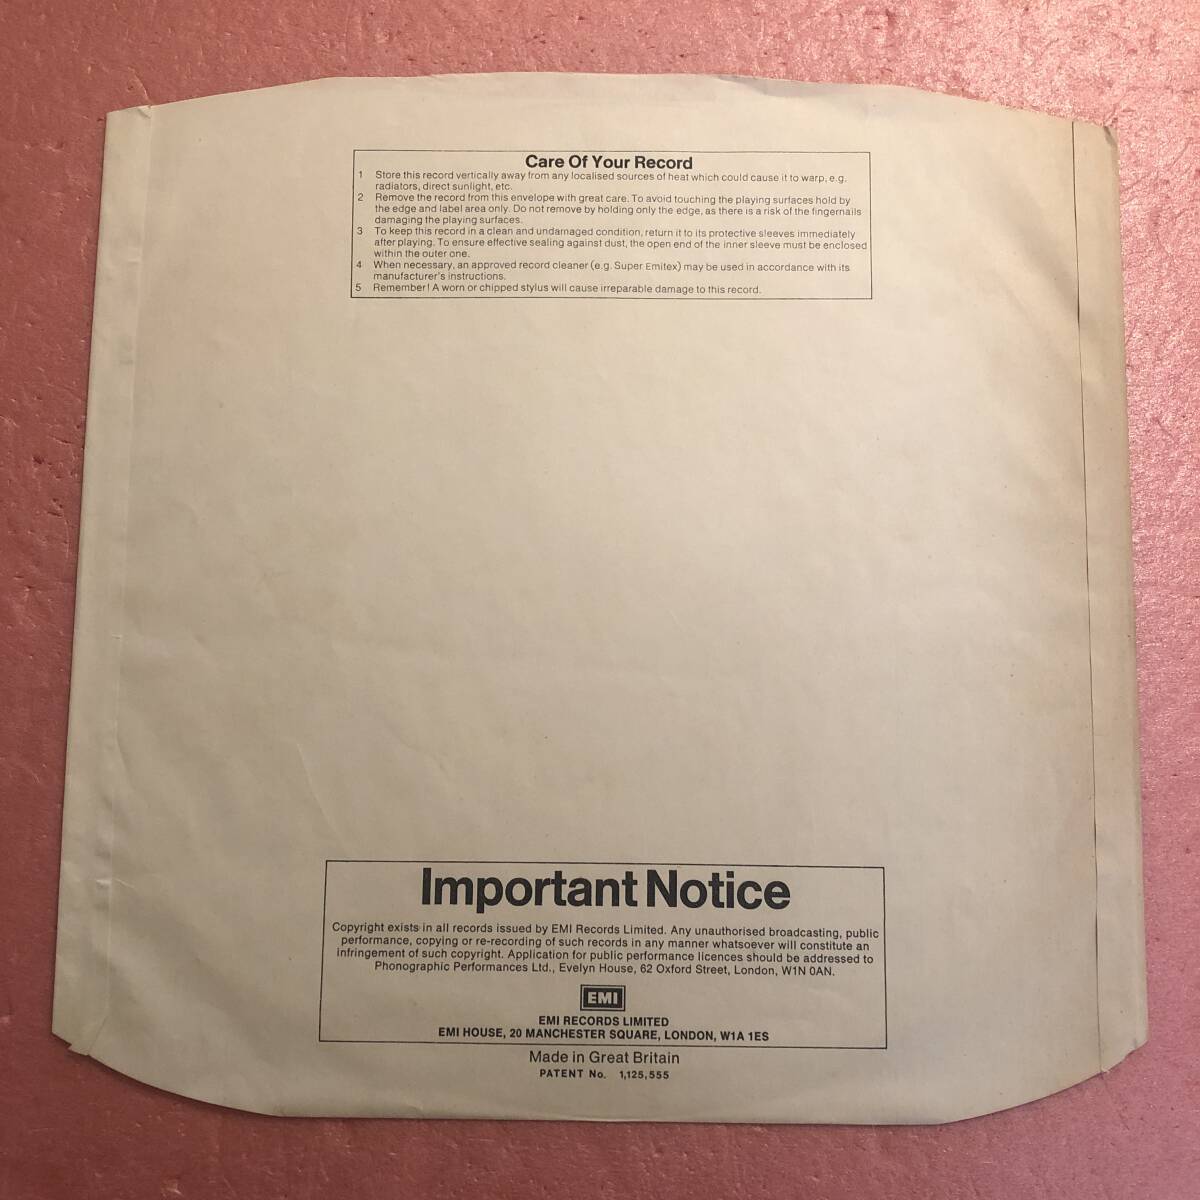 Care Of Your Record
1 Store this record vertically away from any localised sources of heat which could cause it to warp, e.g.
radiators, direct sunlight, etc.
2 Remove the record from this envelope with great care. To avoid touching the playing surfaces hold by
the edge and label area only. Do not remove by holding only the edge, as there is a risk of the fingernails
damaging the playing surfaces.
3 To keep this record in a clean and undamaged condition, return it to its protective sleeves immediately
after playing. To ensure effective sealing against dust, the open end of the inner sleeve must be enclosed
within the outer one.
4 When necessary, an approved record cleaner (e.g. Super Emitex) may be used in accordance with its
manufacturer's instructions.
5 Remember! A worn or chipped stylus will cause irreparable damage to this record.
Important Notice
Copyright exists in all records issued by EMI Records Limited. Any unauthorised broadcasting, public
performance, copying or re-recording of such records in any manner whatsoever will constitute an
infringement of such copyright. Application for public performance licences should be addressed to
Phonographic Performances Ltd., Evelyn House, 62 Oxford Street, London, W1N 0AN.
EMI
EMI RECORDS LIMITED
EMI HOUSE, 20 MANCHESTER SQUARE, LONDON, W1A 1ES
Made in Great Britain
PATENT No. 1,125,555